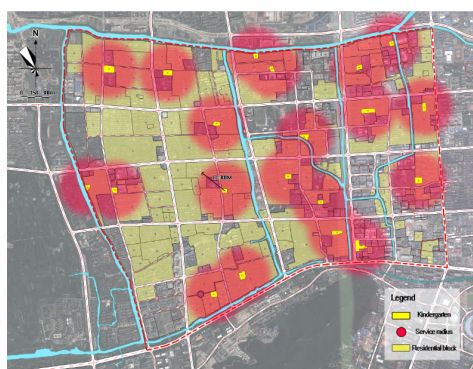 N
Legend
Kindergarten
Service radius
Residential block